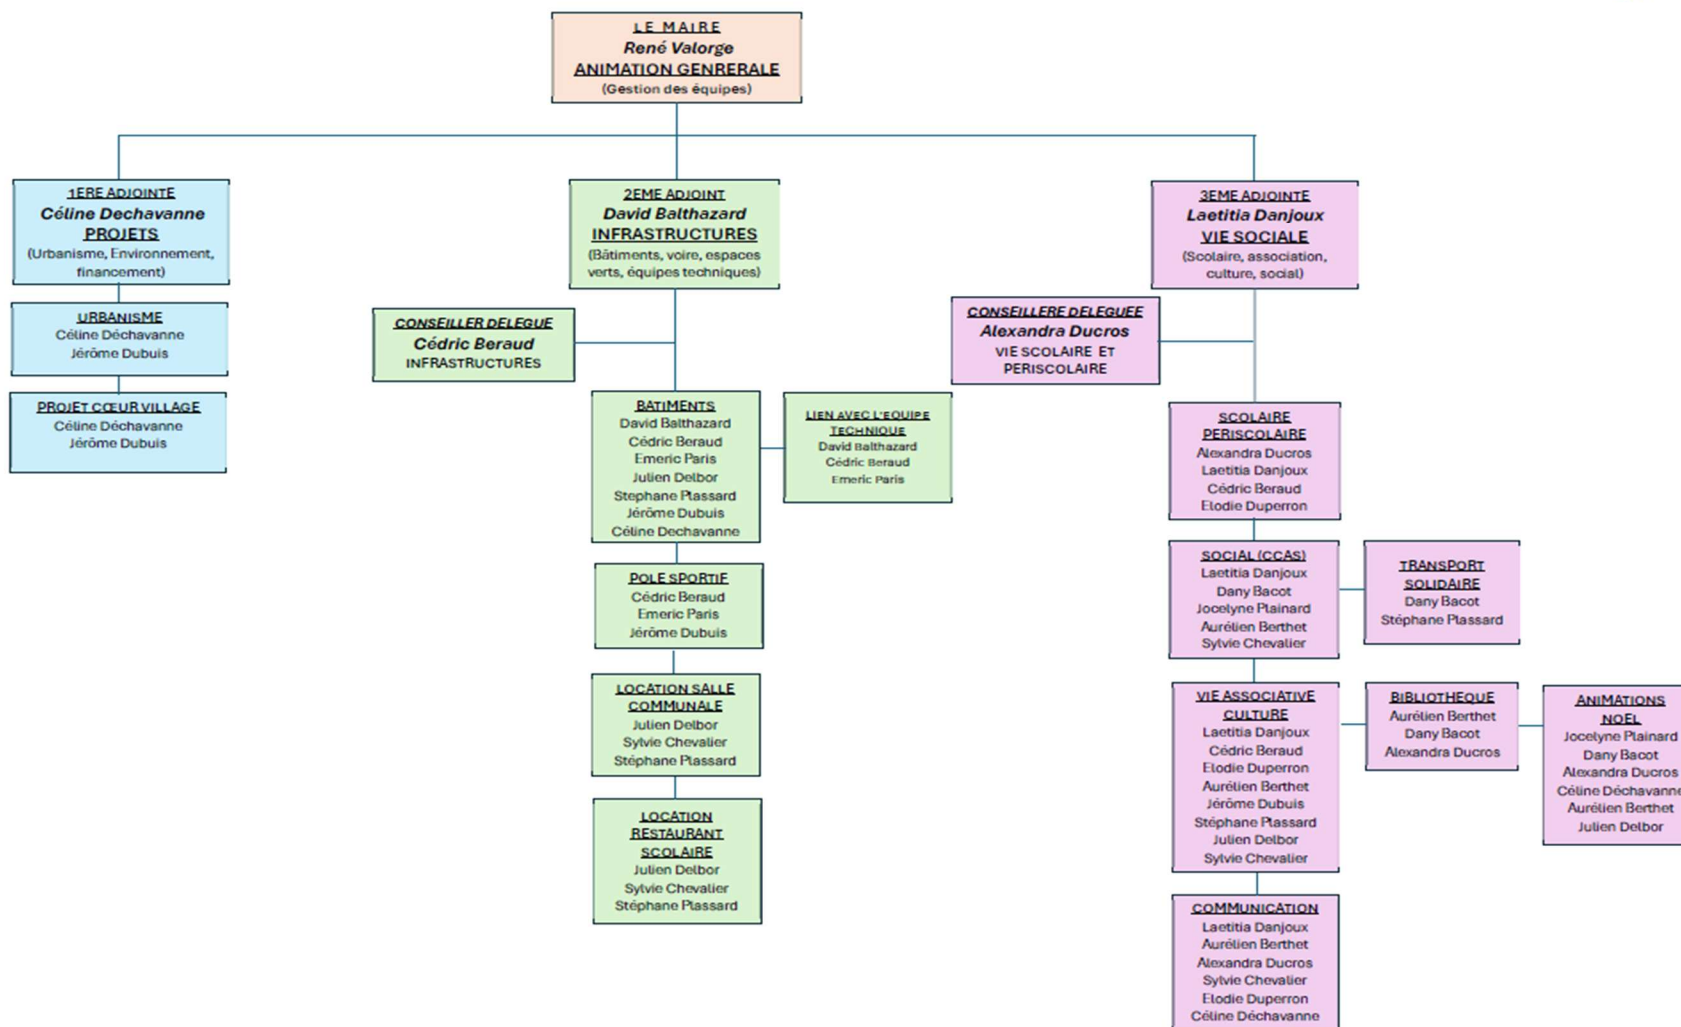 LE MAIRE
René Valorge
ANIMATION GENRERALE
(Gestion des équipes)
1ERE ADJOINTE
Céline Dechavanne
PROJETS
(Urbanisme, Environnement,
financement)
URBANISME
Céline Déchavanne
Jérôme Dubuis
PROJET CŒUR VILLAGE
Céline Déchavanne
Jérôme Dubuis
2EME ADJOINT
David Balthazard
INFRASTRUCTURES
(Bâtiments, voire, espaces
verts, équipes techniques)
CONSEILLER DELEGUE
Cédric Beraud
INFRASTRUCTURES
BATIMENTS
David Balthazard
Cédric Beraud
Emeric Paris
Julien Delbor
Stephane Plassard
Jérôme Dubuis
Céline Dechavanne
LIEN AVEC L'EQUIPE
TECHNIQUE
David Balthazard
Cédric Beraud
Emeric Paris
POLE SPORTIF
Cédric Beraud
Emeric Paris
Jérôme Dubuis
LOCATION SALLE
COMMUNALE
Julien Delbor
Sylvie Chevalier
Stéphane Plassard
LOCATION
RESTAURANT
SCOLAIRE
Julien Delbor
Sylvie Chevalier
Stéphane Plassard
3EME ADJOINTE
Laetitia Danjoux
VIE SOCIALE
(Scolaire, association,
culture, social)
CONSEILLERE DELEGUEE
Alexandra Ducros
VIE SCOLAIRE ET
PERISCOLAIRE
SCOLAIRE
PERISCOLAIRE
Alexandra Ducros
Laetitia Danjoux
Cédric Beraud
Elodie Duperron
SOCIAL (CCAS)
Laetitia Danjoux
Dany Bacot
Jocelyne Plainard
Aurélien Berthet
Sylvie Chevalier
TRANSPORT
SOLIDAIRE
Dany Bacot
Stéphane Plassard
VIE ASSOCIATIVE
CULTURE
Laetitia Danjoux
Cédric Beraud
Elodie Duperron
Aurélien Berthet
Jérôme Dubuis
Stéphane Plassard
Julien Delbor
Sylvie Chevalier
BIBLIOTHEQUE
Aurélien Berthet
Dany Bacot
Alexandra Ducros
ANIMATIONS
NOEL
Jocelyne Plainard
Dany Bacot
Alexandra Ducros
Céline Déchavanne
Aurélien Berthet
Julien Delbor
COMMUNICATION
Laetitia Danjoux
Aurélien Berthet
Alexandra Ducros
Sylvie Chevalier
Elodie Duperron
Céline Déchavanne